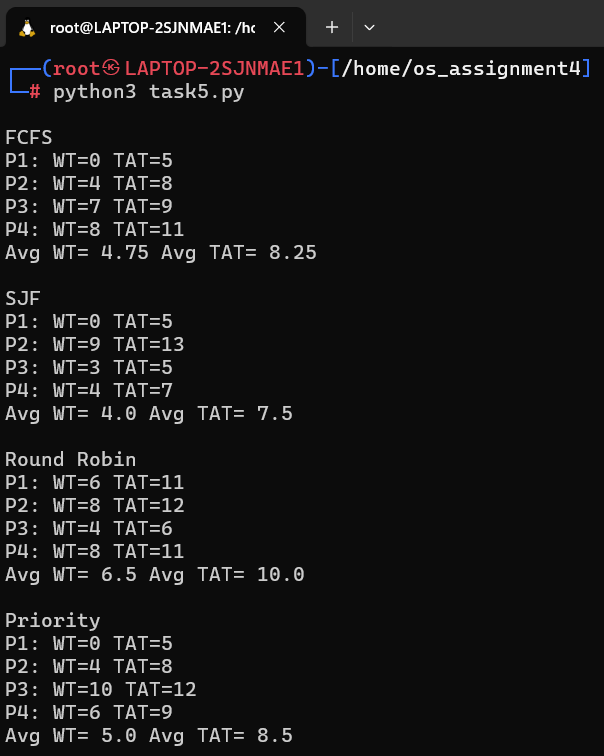 root@LAPTOP-2SJNMAE1: /hc
┌──(root㉿LAPTOP-2SJNMAE1)-[/home/os_assignment4]
└─# python3 task5.py
FCFS
P1: WT=0 TAT=5
P2: WT=4 TAT=8
P3: WT=7 TAT=9
P4: WT=8 TAT=11
Avg WT= 4.75 Avg TAT= 8.25
SJF
P1: WT=0 TAT=5
P2: WT=9 TAT=13
P3: WT=3 TAT=5
P4: WT=4 TAT=7
Avg WT= 4.0 Avg TAT= 7.5
Round Robin
P1: WT=6 TAT=11
P2: WT=8 TAT=12
P3: WT=4 TAT=6
P4: WT=8 TAT=11
Avg WT= 6.5 Avg TAT= 10.0
Priority
P1: WT=0 TAT=5
P2: WT=4 TAT=8
P3: WT=10 TAT=12
P4: WT=6 TAT=9
Avg WT= 5.0 Avg TAT= 8.5